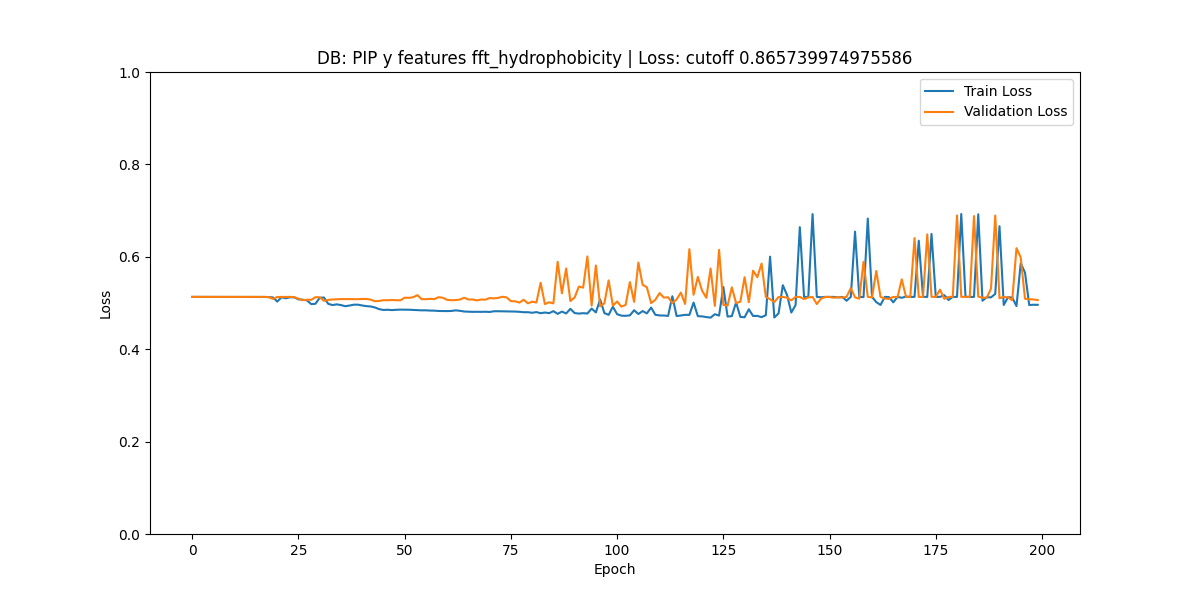 DB: PIP y features fft_hydrophobicity | Loss: cutoff 0.865739974975586
Train Loss
Validation Loss
1.0
0.8
0.6
0.4
0.2
0.0
Loss
0 25 50 75 100 125 150 175 200
Epoch